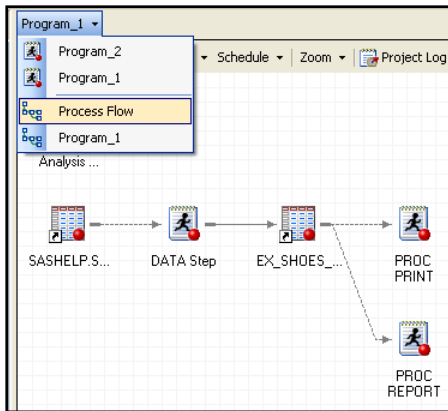 Program_1
Program_2
Schedule Zoom Project Log
Program_1
Process Flow
Program_1
Analysis ...
SASHELP.S... DATA Step EX_SHOES_... PROC PRINT
PROC REPORT